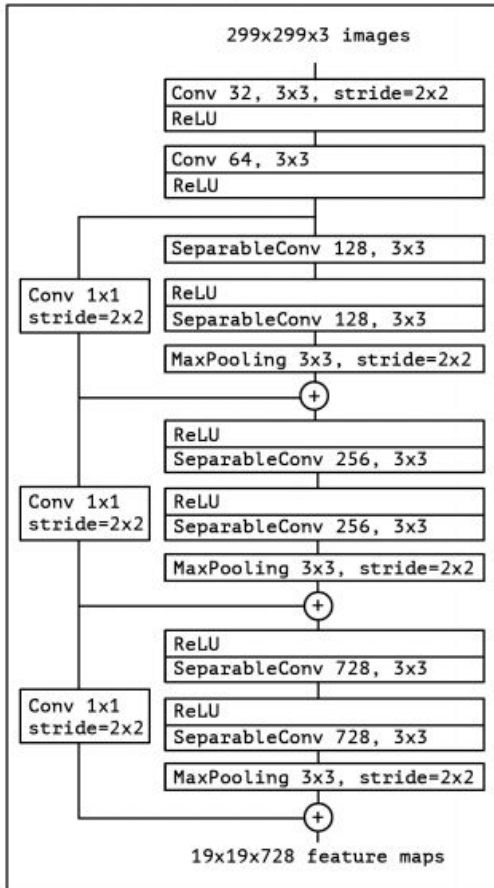 299x299x3 images
Conv 32, 3x3, stride=2x2
ReLU
Conv 64, 3x3
ReLU
SeparableConv 128, 3x3
Conv 1x1
stride=2x2
ReLU
SeparableConv 128, 3x3
MaxPooling 3x3, stride=2x2
+
ReLU
SeparableConv 256, 3x3
Conv 1x1
stride=2x2
ReLU
SeparableConv 256, 3x3
MaxPooling 3x3, stride=2x2
+
ReLU
SeparableConv 728, 3x3
Conv 1x1
stride=2x2
ReLU
SeparableConv 728, 3x3
MaxPooling 3x3, stride=2x2
+
19x19x728 feature maps